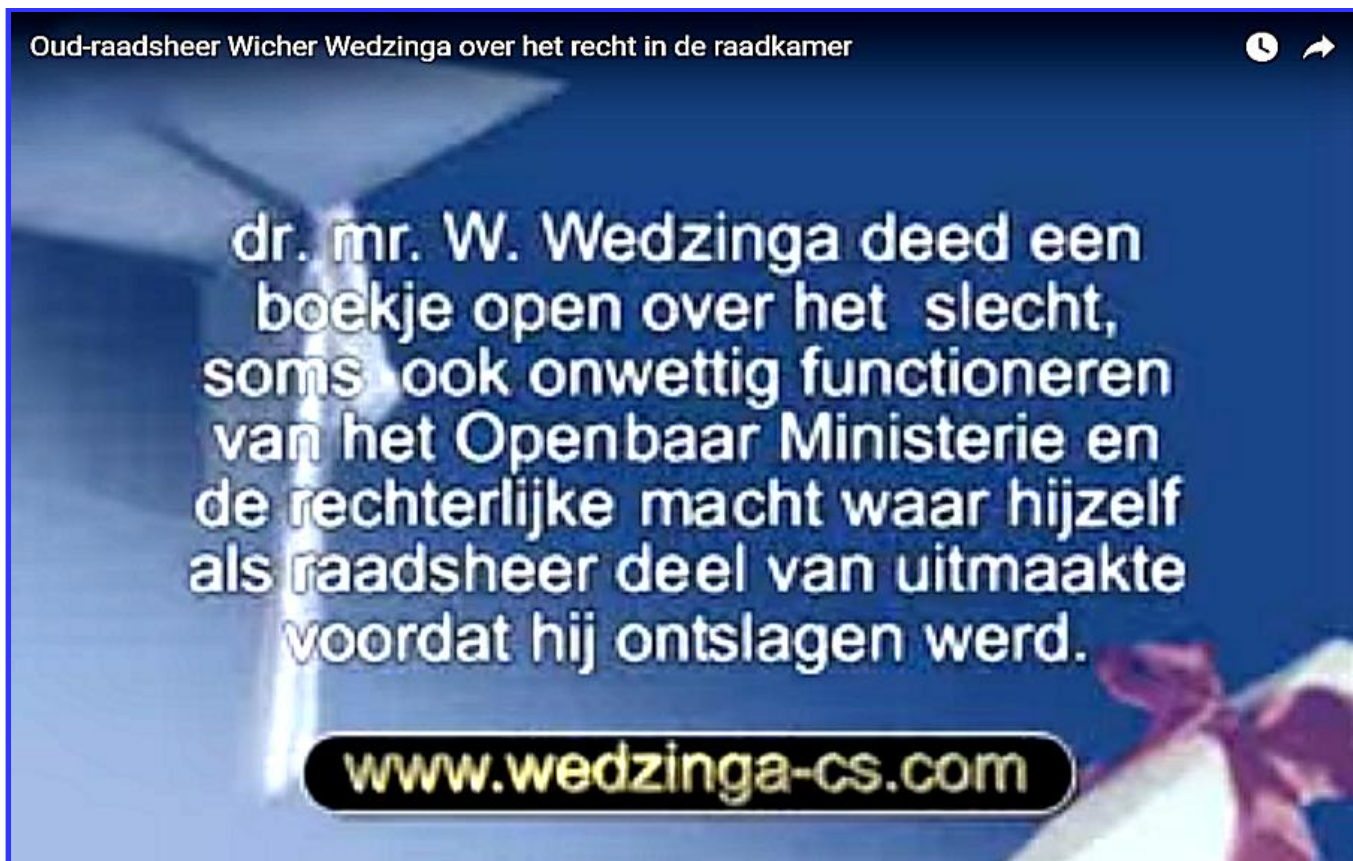 Oud-raadsheer Wicher Wedzinga over het recht in de raadkamer
dr. mr. W. Wedzinga deed een
boekje open over het slecht,
soms ook onwettig functioneren
van het Openbaar Ministerie en
de rechterlijke macht waar hijzelf
als raadsheer deel van uitmaakte
voordat hij ontslagen werd.
www.wedzinga-cs.com